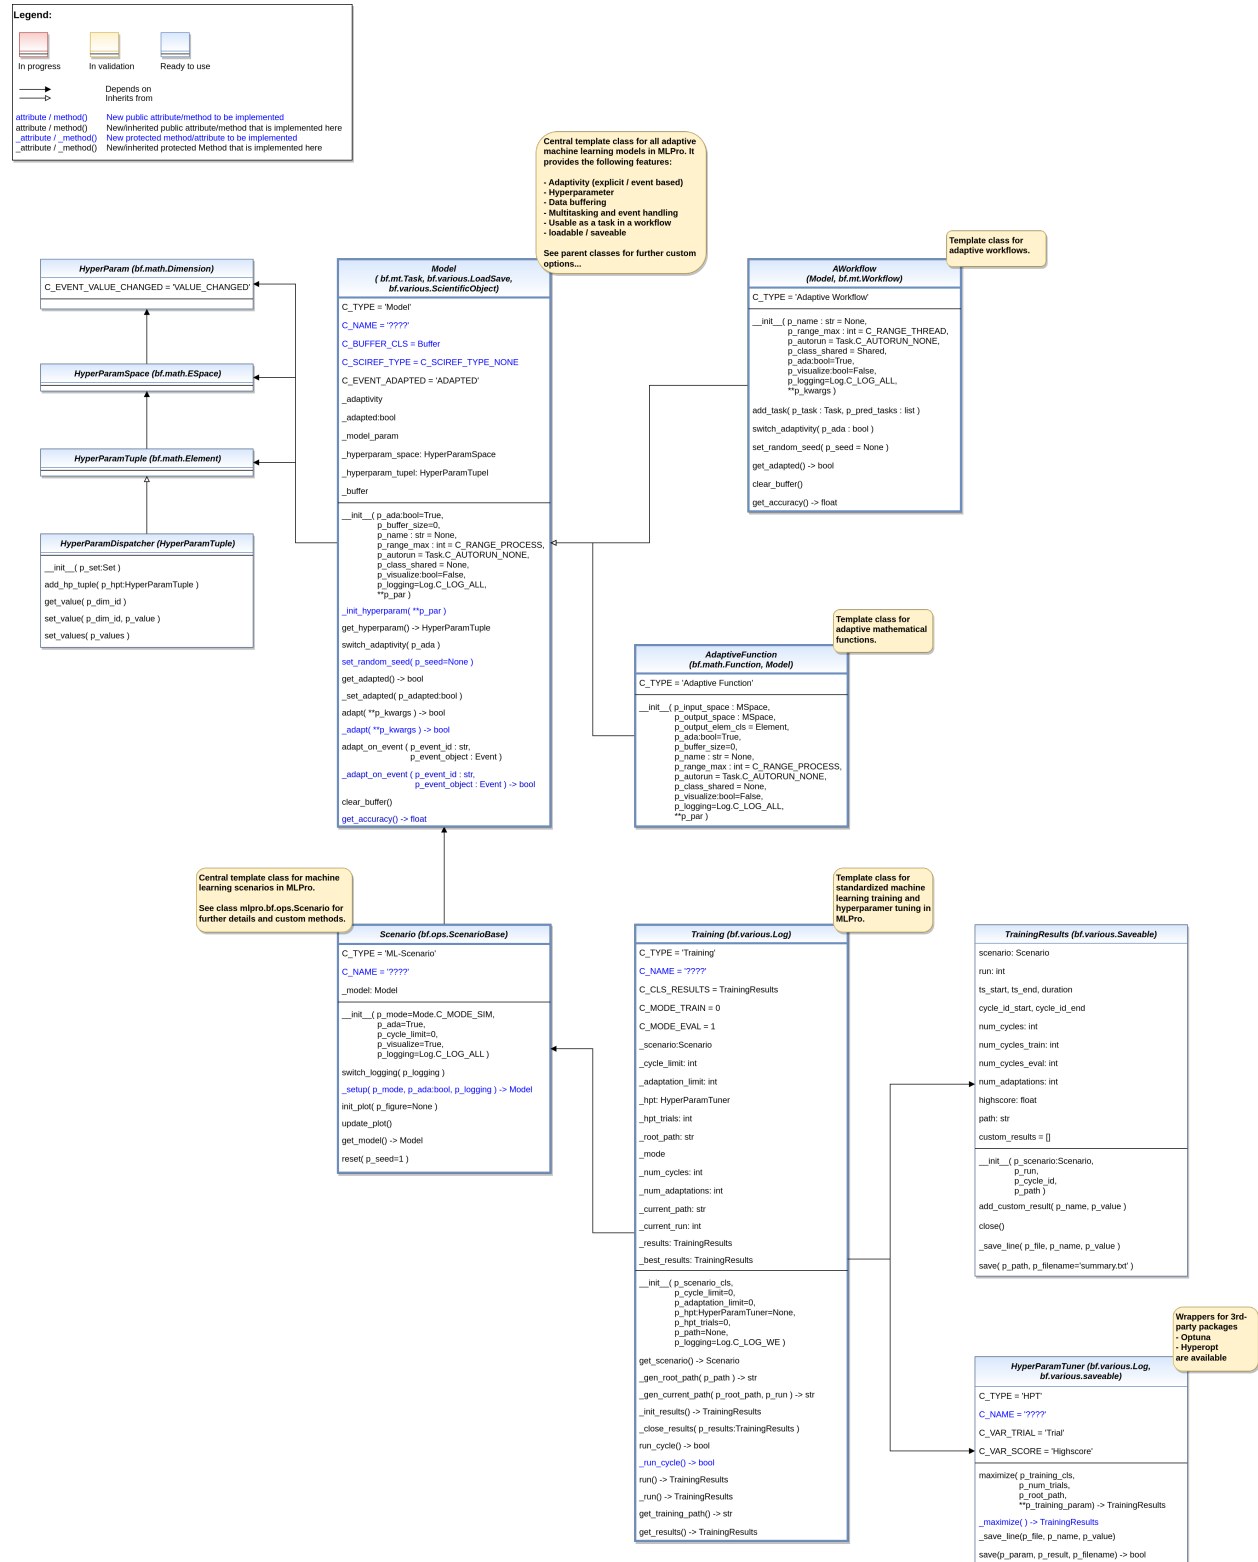 Legend:
In progress
In validation
Ready to use
Depends on
Inherits from
attribute / method() New public attribute/method to be implemented
attribute / method() New/inherited public attribute/method that is implemented here
_attribute / _method() New protected method/attribute to be implemented
_attribute / _method() New/inherited protected Method that is implemented here
Central template class for all adaptive
machine learning models in MLPro. It
provides the following features:
- Adaptivity (explicit / event based)
- Hyperparameter
- Data buffering
- Multitasking and event handling
- Usable as a task in a workflow
- loadable / saveable
See parent classes for further custom
options...
Template class for
adaptive workflows.
HyperParam (bf.math.Dimension)
C_EVENT_VALUE_CHANGED = 'VALUE_CHANGED'
HyperParamSpace (bf.math.ESpace)
HyperParamTuple (bf.math.Element)
HyperParamDispatcher (HyperParamTuple)
__init__( p_set:Set )
add_hp_tuple( p_hpt:HyperParamTuple )
get_value( p_dim_id )
set_value( p_dim_id, p_value )
set_values( p_values )
Model
( bf.mt.Task, bf.various.LoadSave,
bf.various.ScientificObject)
C_TYPE = 'Model'
C_NAME = '????'
C_BUFFER_CLS = Buffer
C_SCIREF_TYPE = C_SCIREF_TYPE_NONE
C_EVENT_ADAPTED = 'ADAPTED'
_adaptivity
_adapted:bool
_model_param
_hyperparam_space: HyperParamSpace
_hyperparam_tupel: HyperParamTupel
_buffer
__init__( p_ada:bool=True,
p_buffer_size=0,
p_name : str = None,
p_range_max : int = C_RANGE_PROCESS,
p_autorun = Task.C_AUTORUN_NONE,
p_class_shared = None,
p_visualize:bool=False,
p_logging=Log.C_LOG_ALL,
**p_par )
_init_hyperparam( **p_par )
get_hyperparam() -> HyperParamTuple
switch_adaptivity( p_ada )
set_random_seed( p_seed=None )
get_adapted() -> bool
_set_adapted( p_adapted:bool )
adapt( **p_kwargs ) -> bool
_adapt( **p_kwargs ) -> bool
adapt_on_event ( p_event_id : str,
p_event_object : Event )
_adapt_on_event ( p_event_id : str,
p_event_object : Event ) -> bool
clear_buffer()
get_accuracy() -> float
AWorkflow
(Model, bf.mt.Workflow)
C_TYPE = 'Adaptive Workflow'
__init__( p_name : str = None,
p_range_max : int = C_RANGE_THREAD,
p_autorun = Task.C_AUTORUN_NONE,
p_class_shared = Shared,
p_ada:bool=True,
p_visualize:bool=False,
p_logging=Log.C_LOG_ALL,
**p_kwargs )
add_task( p_task : Task, p_pred_tasks : list )
switch_adaptivity( p_ada : bool )
set_random_seed( p_seed = None )
get_adapted() -> bool
clear_buffer()
get_accuracy() -> float
Template class for
adaptive mathematical
functions.
AdaptiveFunction
(bf.math.Function, Model)
C_TYPE = 'Adaptive Function'
__init__( p_input_space : MSpace,
p_output_space : MSpace,
p_output_elem_cls = Element,
p_ada:bool=True,
p_buffer_size=0,
p_name : str = None,
p_range_max : int = C_RANGE_PROCESS,
p_autorun = Task.C_AUTORUN_NONE,
p_class_shared = None,
p_visualize:bool=False,
p_logging=Log.C_LOG_ALL,
**p_par )
Central template class for machine
learning scenarios in MLPro.
See class mlpro.bf.ops.Scenario for
further details and custom methods.
Scenario (bf.ops.ScenarioBase)
C_TYPE = 'ML-Scenario'
C_NAME = '????'
_model: Model
__init__( p_mode=Mode.C_MODE_SIM,
p_ada=True,
p_cycle_limit=0,
p_visualize=True,
p_logging=Log.C_LOG_ALL )
switch_logging( p_logging )
_setup( p_mode, p_ada:bool, p_logging ) -> Model
init_plot( p_figure=None )
update_plot()
get_model() -> Model
reset( p_seed=1 )
Template class for
standardized machine
learning training and
hyperparamer tuning in
MLPro.
Training (bf.various.Log)
C_TYPE = 'Training'
C_NAME = '????'
C_CLS_RESULTS = TrainingResults
C_MODE_TRAIN = 0
C_MODE_EVAL = 1
_scenario:Scenario
_cycle_limit: int
_adaptation_limit: int
_hpt: HyperParamTuner
_hpt_trials: int
_root_path: str
_mode
_num_cycles: int
_num_adaptations: int
_current_path: str
_current_run: int
_results: TrainingResults
_best_results: TrainingResults
__init__( p_scenario_cls,
p_cycle_limit=0,
p_adaptation_limit=0,
p_hpt:HyperParamTuner=None,
p_hpt_trials=0,
p_path=None,
p_logging=Log.C_LOG_WE )
get_scenario() -> Scenario
_gen_root_path( p_path ) -> str
_gen_current_path( p_root_path, p_run ) -> str
_init_results() -> TrainingResults
_close_results( p_results:TrainingResults )
run_cycle() -> bool
_run_cycle() -> bool
run() -> TrainingResults
_run() -> TrainingResults
get_training_path() -> str
get_results() -> TrainingResults
TrainingResults (bf.various.Saveable)
scenario: Scenario
run: int
ts_start, ts_end, duration
cycle_id_start, cycle_id_end
num_cycles: int
num_cycles_train: int
num_cycles_eval: int
num_adaptations: int
highscore: float
path: str
custom_results = []
__init__( p_scenario:Scenario,
p_run,
p_cycle_id,
p_path )
add_custom_result( p_name, p_value )
close()
_save_line( p_file, p_name, p_value )
save( p_path, p_filename='summary.txt' )
Wrappers for 3rd-
party packages
- Optuna
- Hyperopt
are available
HyperParamTuner (bf.various.Log,
bf.various.saveable)
C_TYPE = 'HPT'
C_NAME = '????'
C_VAR_TRIAL = 'Trial'
C_VAR_SCORE = 'Highscore'
maximize( p_training_cls,
p_num_trials,
p_root_path,
**p_training_param) -> TrainingResults
_maximize( ) -> TrainingResults
_save_line(p_file, p_name, p_value)
save(p_param, p_result, p_filename) -> bool